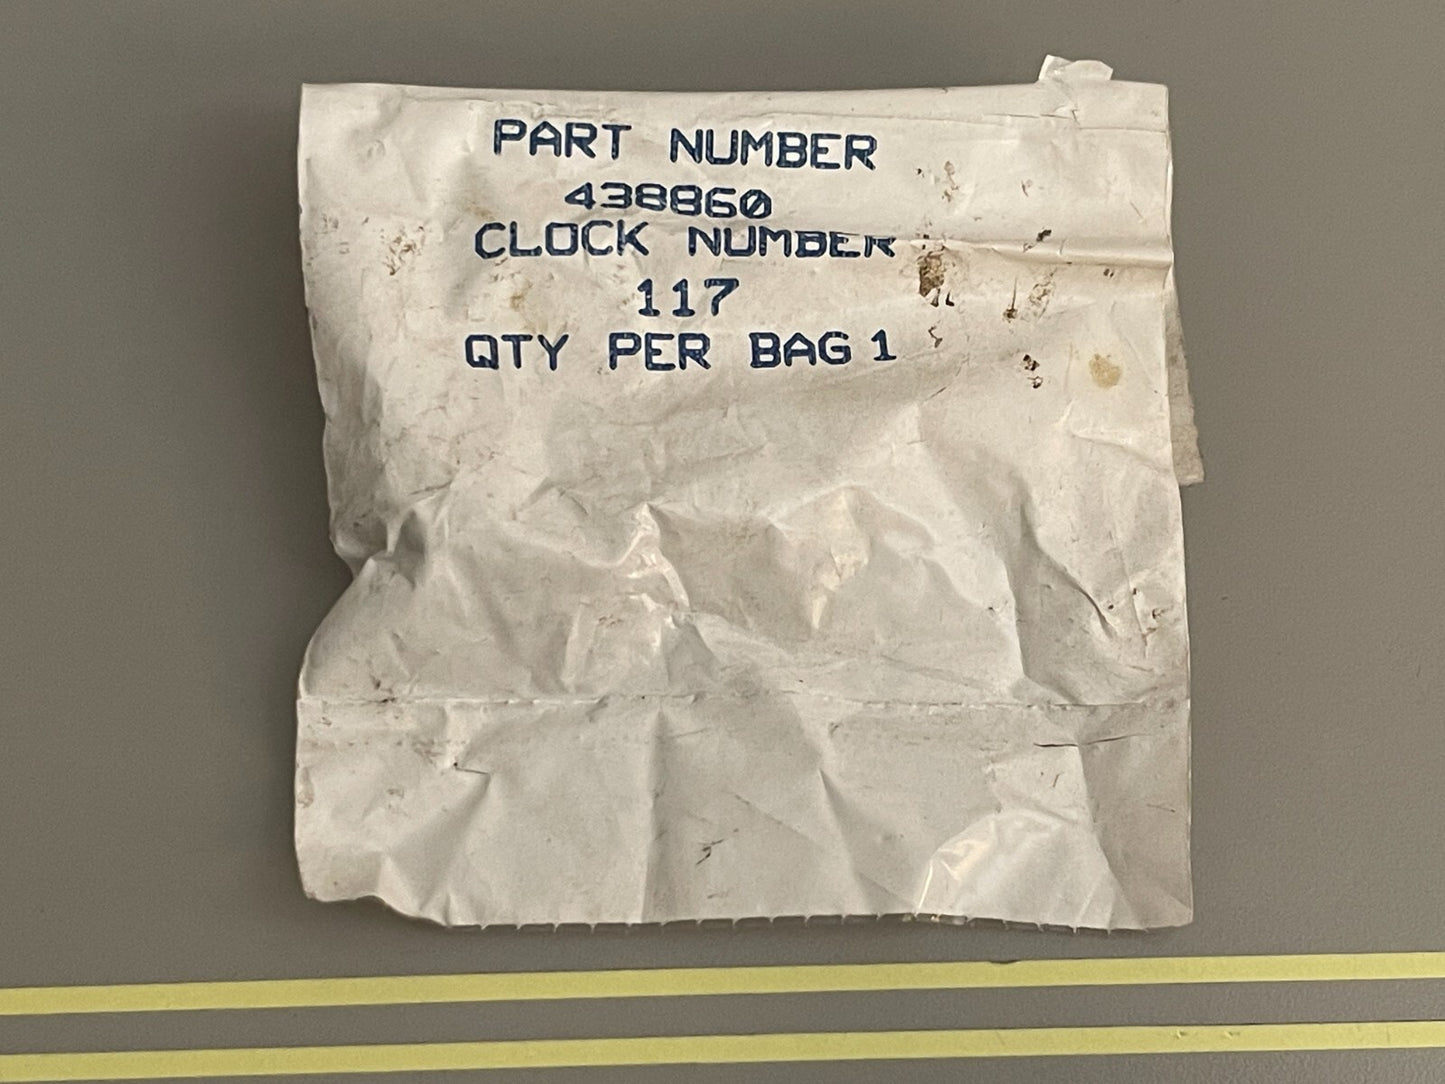 PART NUMBER
438860
CLOCK NUMBER
117
QTY PER BAG 1